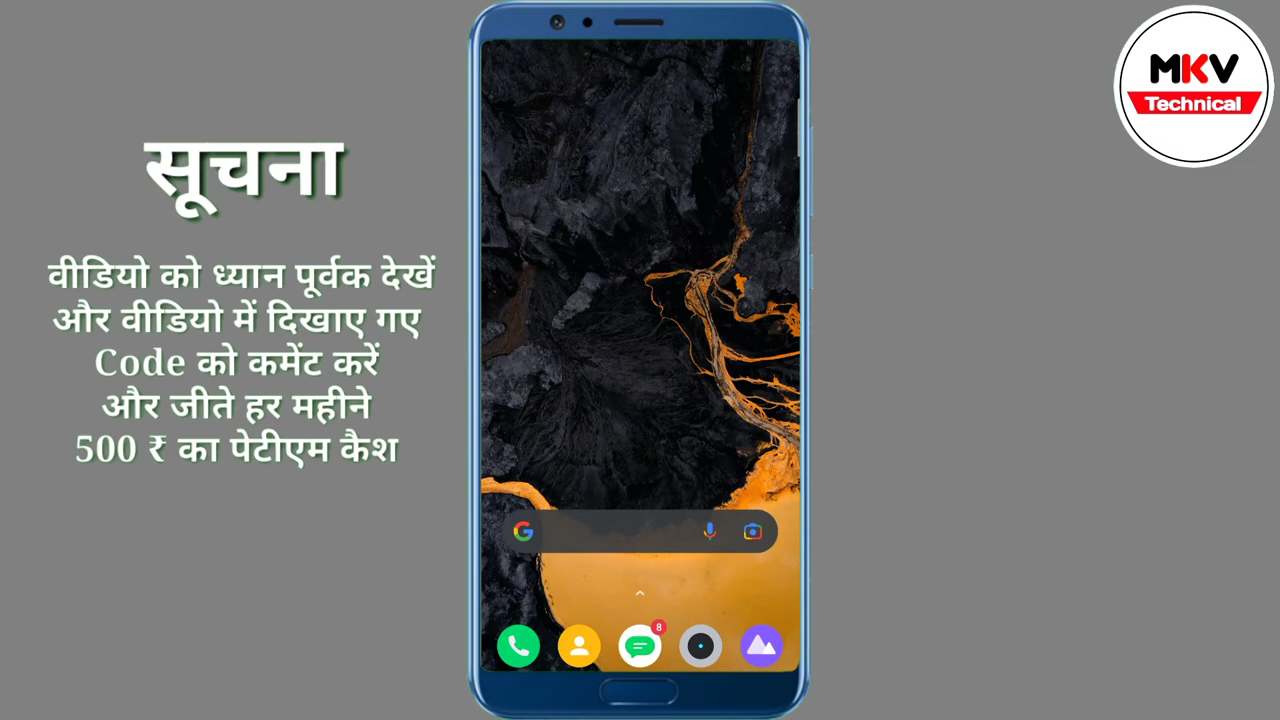 सूचना
वीडियो को ध्यान पूर्वक देखें
और वीडियो में दिखाए गए
Code को कमेंट करें
और जीते हर महीने
500 ₹ का पेटीएम कैश
MKV
Technical
8